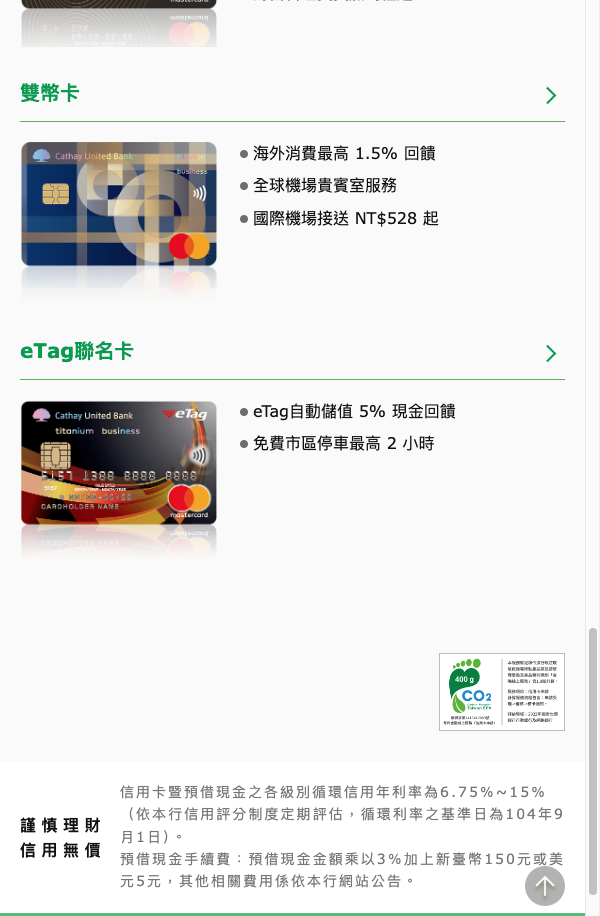 雙幣卡
Cathay United Bank
business
海外消費最高 1.5% 回饋
全球機場貴賓室服務
國際機場接送 NT$528 起
eTag聯名卡
Cathay United Bank
eTag
titanium business
5157 1388 8888 8888
5157
CARDHOLDER NAME
mastercard.
eTag自動儲值 5% 現金回饋
免費市區停車最高 2 小時
400 g
CO2
Taiwan EPA
謹慎理財
信用無價
信用卡暨預借現金之各級別循環信用年利率為6.75%~15%
（依本行信用評分制度定期評估，循環利率之基準日為104年9
月1日）。
預借現金手續費：預借現金金額乘以3%加上新臺幣150元或美
元5元，其他相關費用係依本行網站公告。